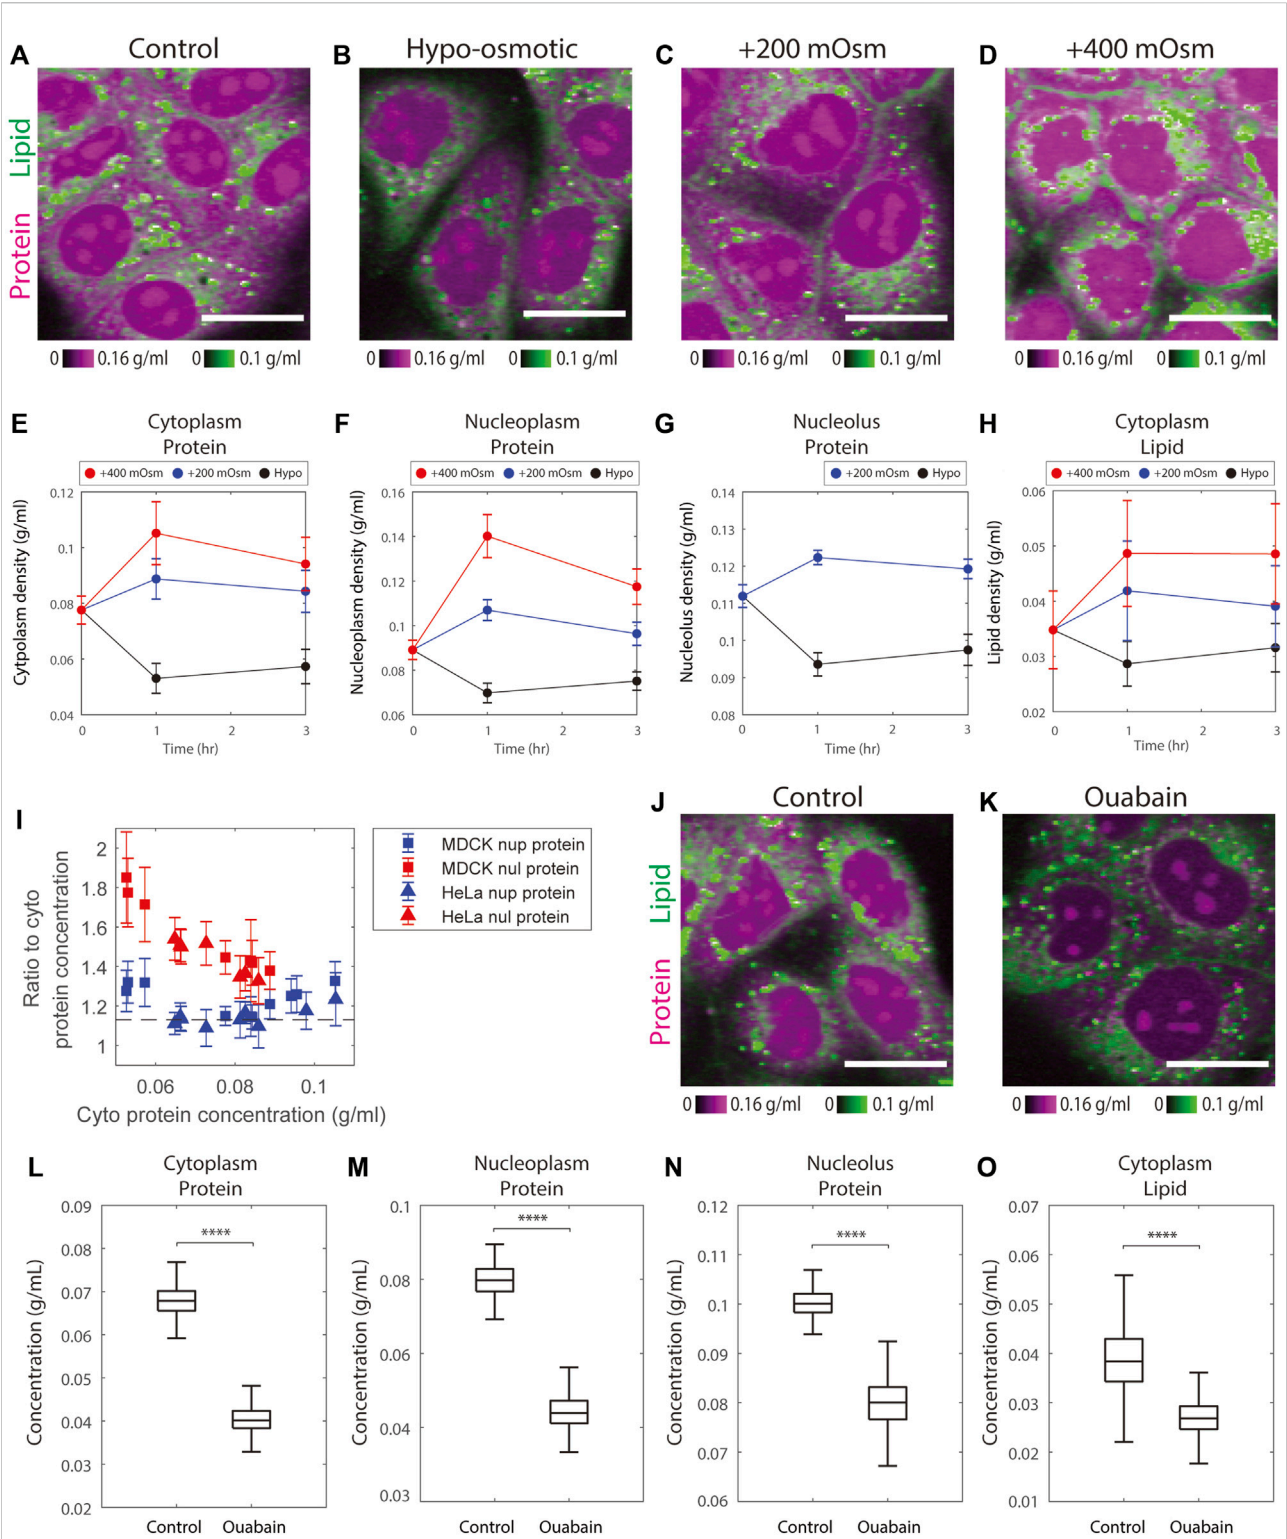 A Control
B Hypo-osmotic
C +200 mOsm
D +400 mOsm
Protein Lipid
0 0.16 g/ml 0 0.1 g/ml
0 0.16 g/ml 0 0.1 g/ml
0 0.16 g/ml 0 0.1 g/ml
0 0.16 g/ml 0 0.1 g/ml
E Cytoplasm
Protein
+400 mOsm +200 mOsm Hypo
Cytpolasm density (g/ml)
0.12
0.1
0.08
0.06
0.04
0 1 2 3
Time (hr)
F Nucleoplasm
Protein
+400 mOsm +200 mOsm Hypo
Nucleoplasm density (g/ml)
0.16
0.14
0.12
0.1
0.08
0.06
0 1 2 3
Time (hr)
G Nucleolus
Protein
+200 mOsm Hypo
Nucleolus density (g/ml)
0.14
0.13
0.12
0.11
0.1
0.09
0.08
0 1 2 3
Time (hr)
H Cytoplasm
Lipid
+400 mOsm +200 mOsm Hypo
Lipid density (g/ml)
0.06
0.05
0.04
0.03
0.02
0 1 2 3
Time (hr)
I
Ratio to cyto
protein concentration
2
1.8
1.6
1.4
1.2
1
0.06 0.08 0.1
Cyto protein concentration (g/ml)
MDCK nup protein
MDCK nul protein
HeLa nup protein
HeLa nul protein
J Control
K Ouabain
Protein Lipid
0 0.16 g/ml 0 0.1 g/ml
0 0.16 g/ml 0 0.1 g/ml
L Cytoplasm
Protein
Concentration (g/mL)
0.09
0.08
0.07
0.06
0.05
0.04
0.03
0.02
****
Control Ouabain
M Nucleoplasm
Protein
Concentration (g/mL)
0.1
0.08
0.06
0.04
0.03
****
Control Ouabain
N Nucleolus
Protein
Concentration (g/mL)
0.12
0.11
0.1
0.09
0.08
0.07
0.06
****
Control Ouabain
O Cytoplasm
Lipid
Concentration (g/mL)
0.07
0.06
0.05
0.04
0.03
0.02
0.01
****
Control Ouabain